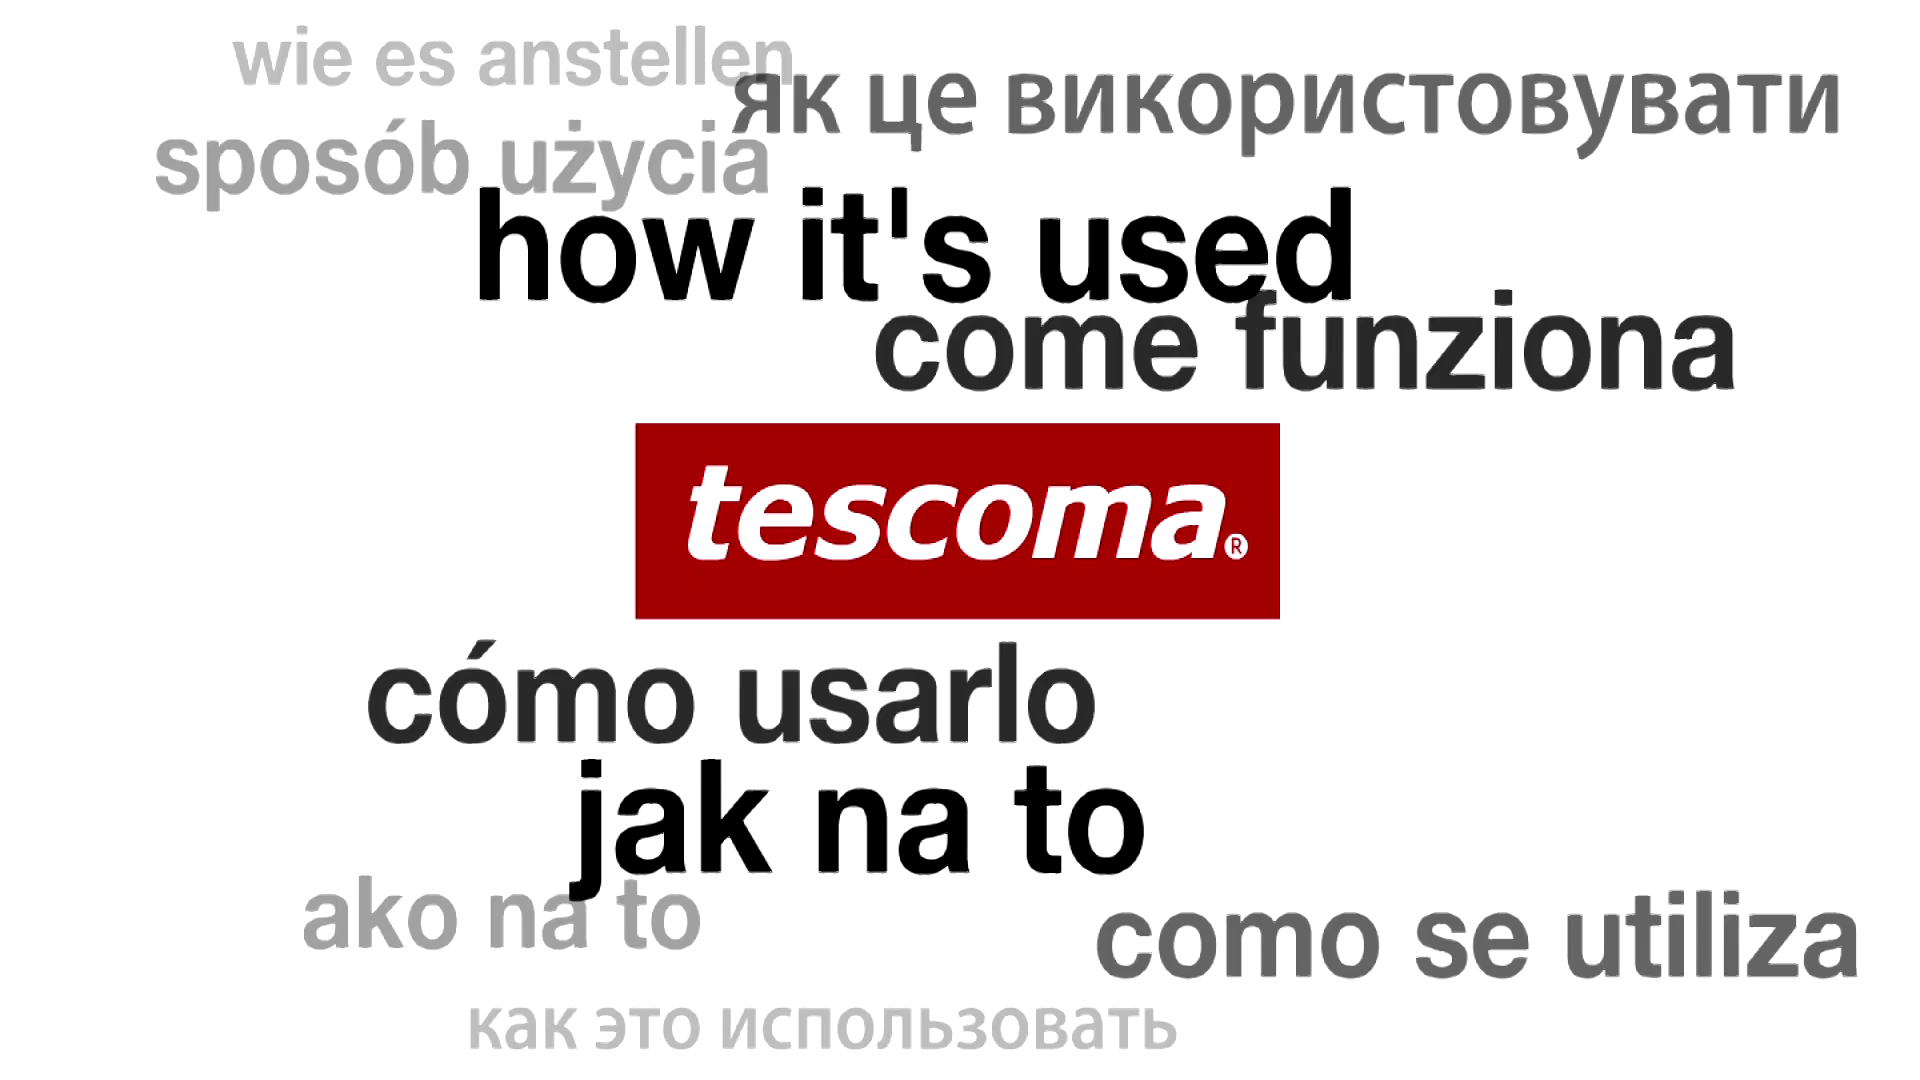 wie es anstellen
як це використовувати
sposób użycia
how it's used
come funziona
tescoma®
cómo usarlo
jak na to
ako na to
como se utiliza
как это использовать